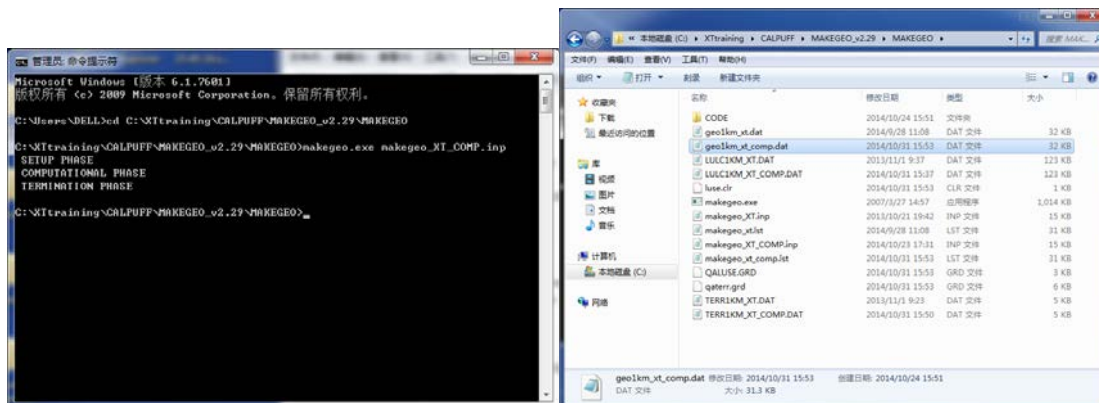 管理员: 命令提示符
Microsoft Windows [版本 6.1.7601]
版权所有 (c) 2009 Microsoft Corporation。保留所有权利。
C:\Users\DELL>cd C:\XTtraining\CALPUFF\MAKEGEO_v2.29\MAKEGEO
C:\XTtraining\CALPUFF\MAKEGEO_v2.29\MAKEGEO>makegeo.exe makegeo_XT_COMP.inp
SETUP PHASE
COMPUTATIONAL PHASE
TERMINATION PHASE
C:\XTtraining\CALPUFF\MAKEGEO_v2.29\MAKEGEO>
« 本地磁盘 (C:) ▸ XTtraining ▸ CALPUFF ▸ MAKEGEO_v2.29 ▸ MAKEGEO ▸
搜索 MAK...
文件(F) 编辑(E) 查看(V) 工具(T) 帮助(H)
组织 打开 刻录 新建文件夹
名称 修改日期 类型 大小
收藏夹
下载
最近访问的位置
库
视频
图片
文档
音乐
计算机
本地磁盘 (C:)
网络
CODE 2014/10/24 15:51 文件夹
geo1km_xt.dat 2014/9/28 11:08 DAT 文件 32 KB
geo1km_xt_comp.dat 2014/10/31 15:53 DAT 文件 32 KB
LULC1KM_XT.DAT 2013/11/1 9:37 DAT 文件 123 KB
LULC1KM_XT_COMP.DAT 2014/10/31 15:37 DAT 文件 123 KB
luse.clr 2014/10/31 15:53 CLR 文件 1 KB
makegeo.exe 2007/3/27 14:57 应用程序 1,014 KB
makegeo_XT.inp 2013/10/21 19:42 INP 文件 15 KB
makegeo_xt.lst 2014/9/28 11:08 LST 文件 31 KB
makegeo_XT_COMP.inp 2014/10/23 17:31 INP 文件 15 KB
makegeo_xt_comp.lst 2014/10/31 15:53 LST 文件 31 KB
QALUSE.GRD 2014/10/31 15:53 GRD 文件 3 KB
qaterr.grd 2014/10/31 15:53 GRD 文件 6 KB
TERR1KM_XT.DAT 2013/11/1 9:23 DAT 文件 5 KB
TERR1KM_XT_COMP.DAT 2014/10/31 15:50 DAT 文件 5 KB
geo1km_xt_comp.dat 修改日期: 2014/10/31 15:53 创建日期: 2014/10/24 15:51
DAT 文件 大小: 31.3 KB